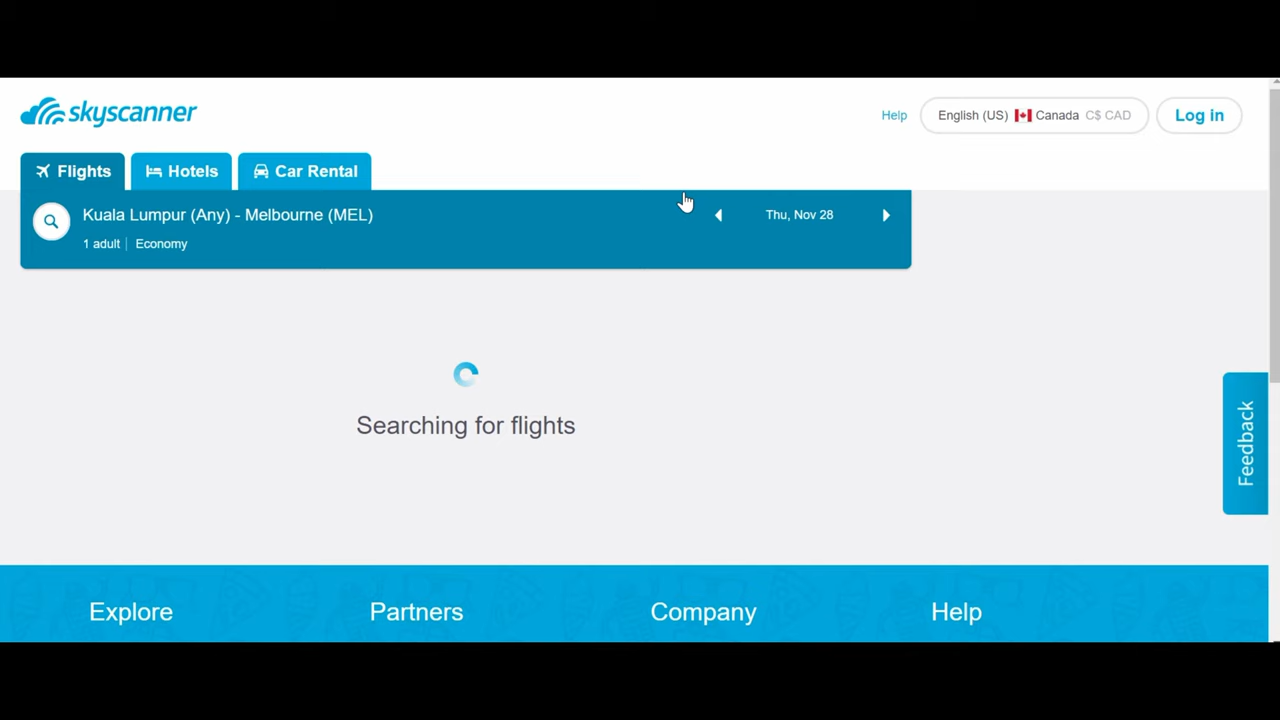 skyscanner
Help
English (US) Canada C$ CAD
Log in
Flights
Hotels
Car Rental
Kuala Lumpur (Any) - Melbourne (MEL)
Thu, Nov 28
1 adult | Economy
Searching for flights
Feedback
Explore
Partners
Company
Help